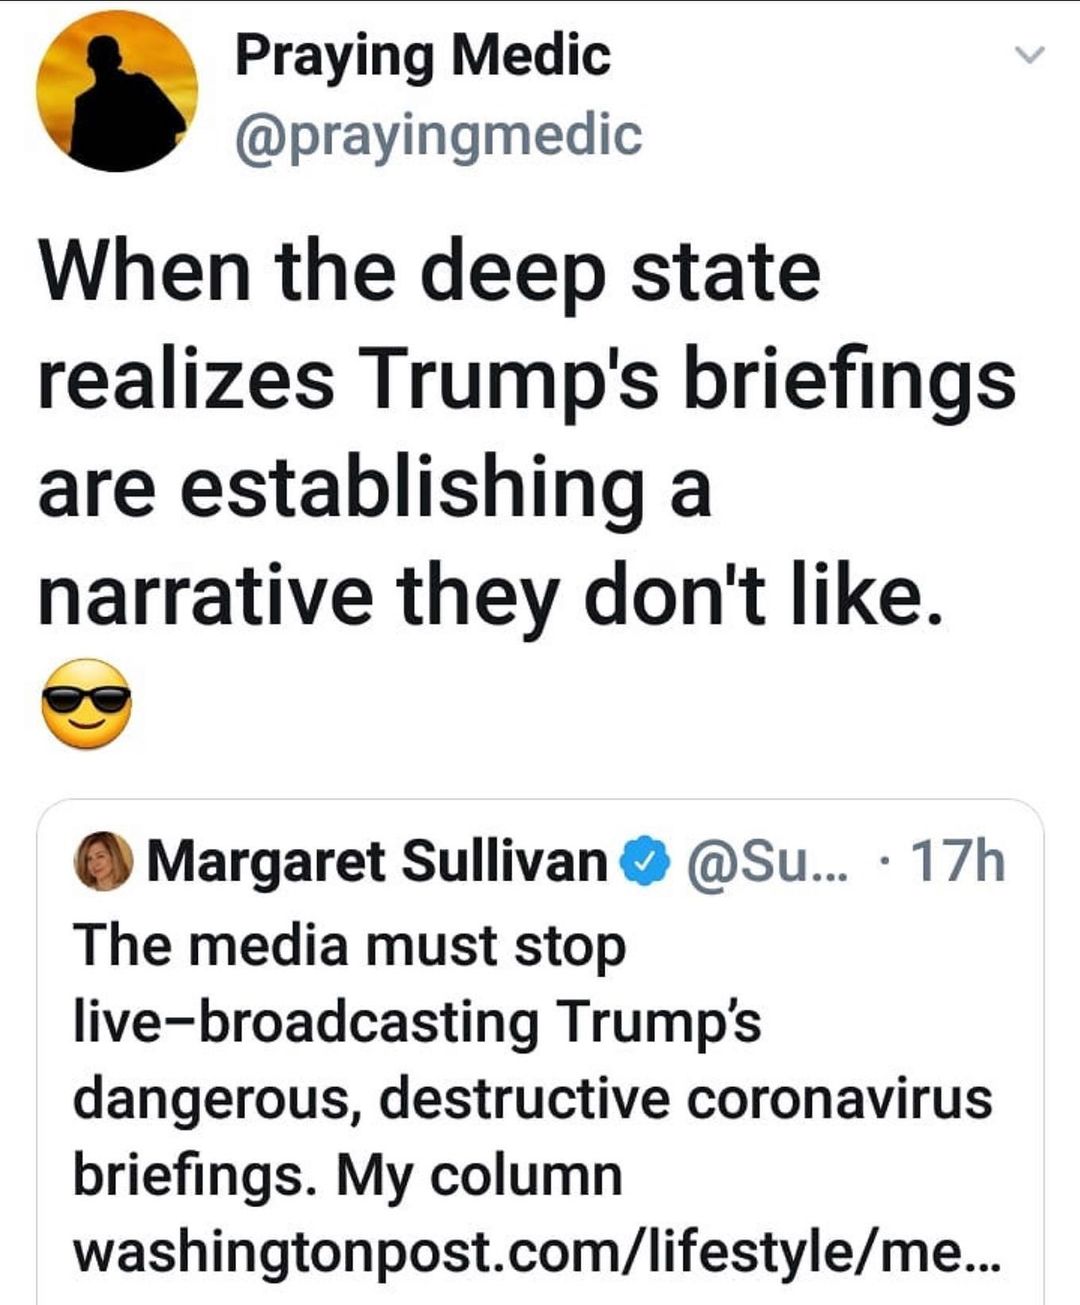 Praying Medic
@prayingmedic
When the deep state
realizes Trump's briefings
are establishing a
narrative they don't like.
😎
Margaret Sullivan @Su... · 17h
The media must stop
live–broadcasting Trump’s
dangerous, destructive coronavirus
briefings. My column
washingtonpost.com/lifestyle/me...